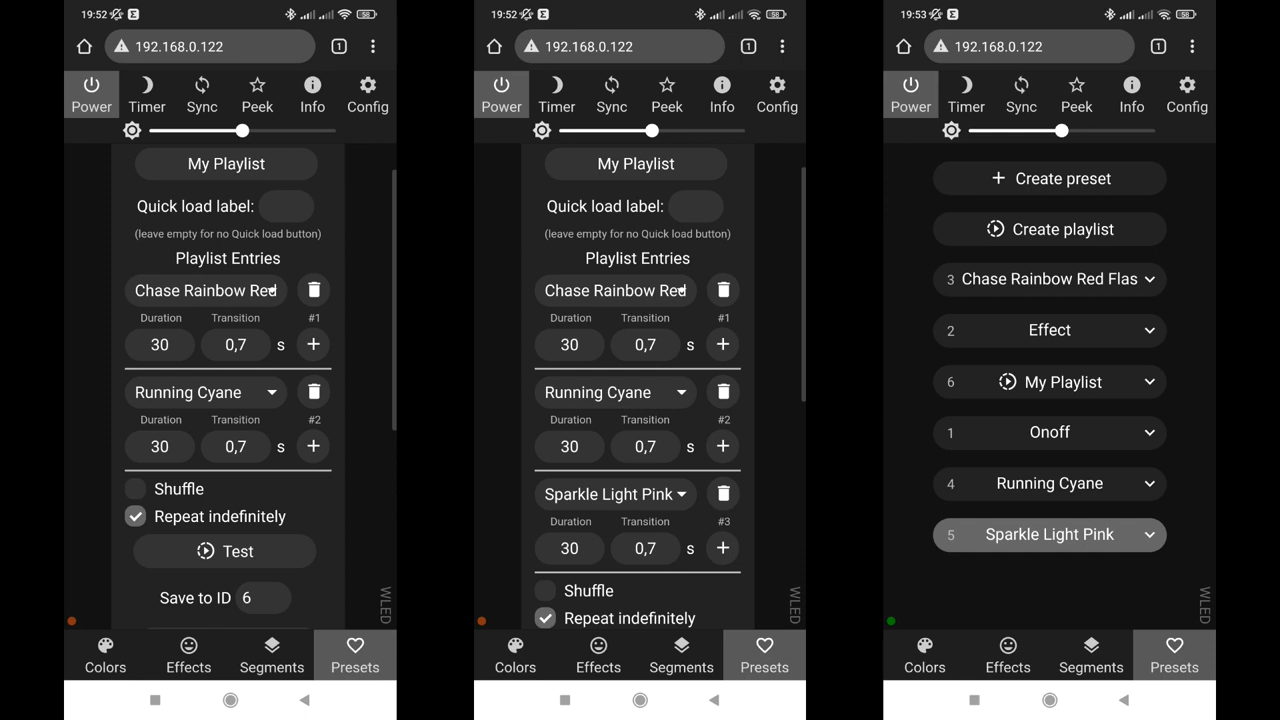 19:52
58
192.168.0.122
1
Power Timer Sync Peek Info Config
My Playlist
Quick load label:
(leave empty for no Quick load button)
Playlist Entries
Chase Rainbow Red
Duration Transition #1
30 0,7 s +
Running Cyane
Duration Transition #2
30 0,7 s +
Shuffle
Repeat indefinitely
Test
Save to ID 6
WLED
Colors Effects Segments Presets
19:52
58
192.168.0.122
1
Power Timer Sync Peek Info Config
My Playlist
Quick load label:
(leave empty for no Quick load button)
Playlist Entries
Chase Rainbow Red
Duration Transition #1
30 0,7 s +
Running Cyane
Duration Transition #2
30 0,7 s +
Sparkle Light Pink
Duration Transition #3
30 0,7 s +
Shuffle
Repeat indefinitely
WLED
Colors Effects Segments Presets
19:53
58
192.168.0.122
1
Power Timer Sync Peek Info Config
+ Create preset
Create playlist
3 Chase Rainbow Red Flas
2 Effect
6 My Playlist
1 Onoff
4 Running Cyane
5 Sparkle Light Pink
WLED
Colors Effects Segments Presets